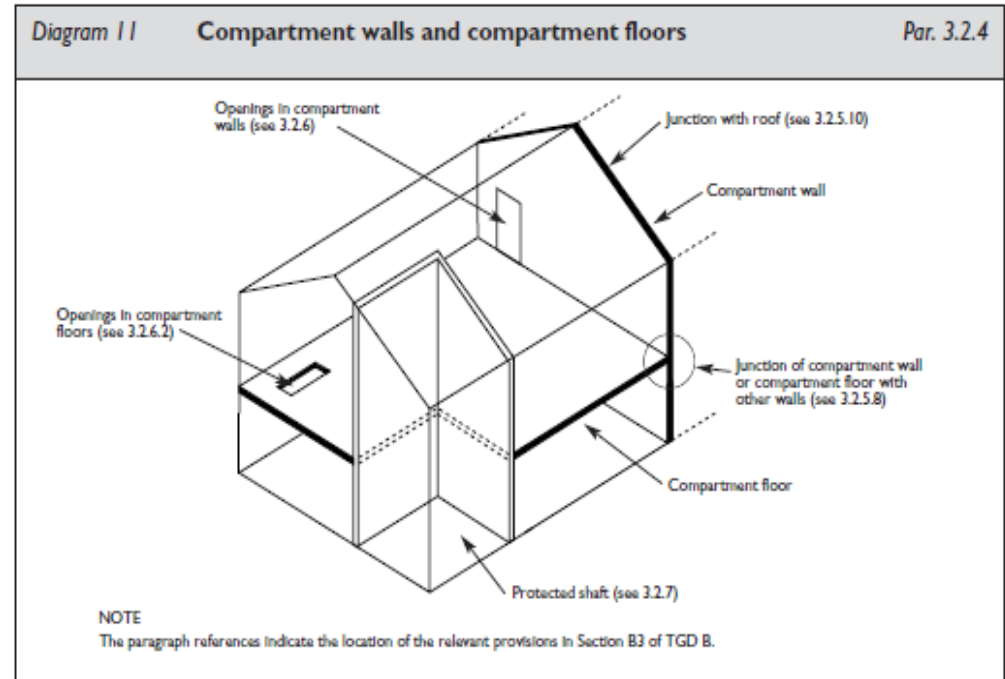 Diagram 11 Compartment walls and compartment floors Par. 3.2.4
Openings in compartment
walls (see 3.2.6)
Junction with roof (see 3.2.5.10)
Compartment wall
Openings in compartment
floors (see 3.2.6.2)
Junction of compartment wall
or compartment floor with
other walls (see 3.2.5.8)
Compartment floor
Protected shaft (see 3.2.7)
NOTE
The paragraph references indicate the location of the relevant provisions in Section B3 of TGD B.